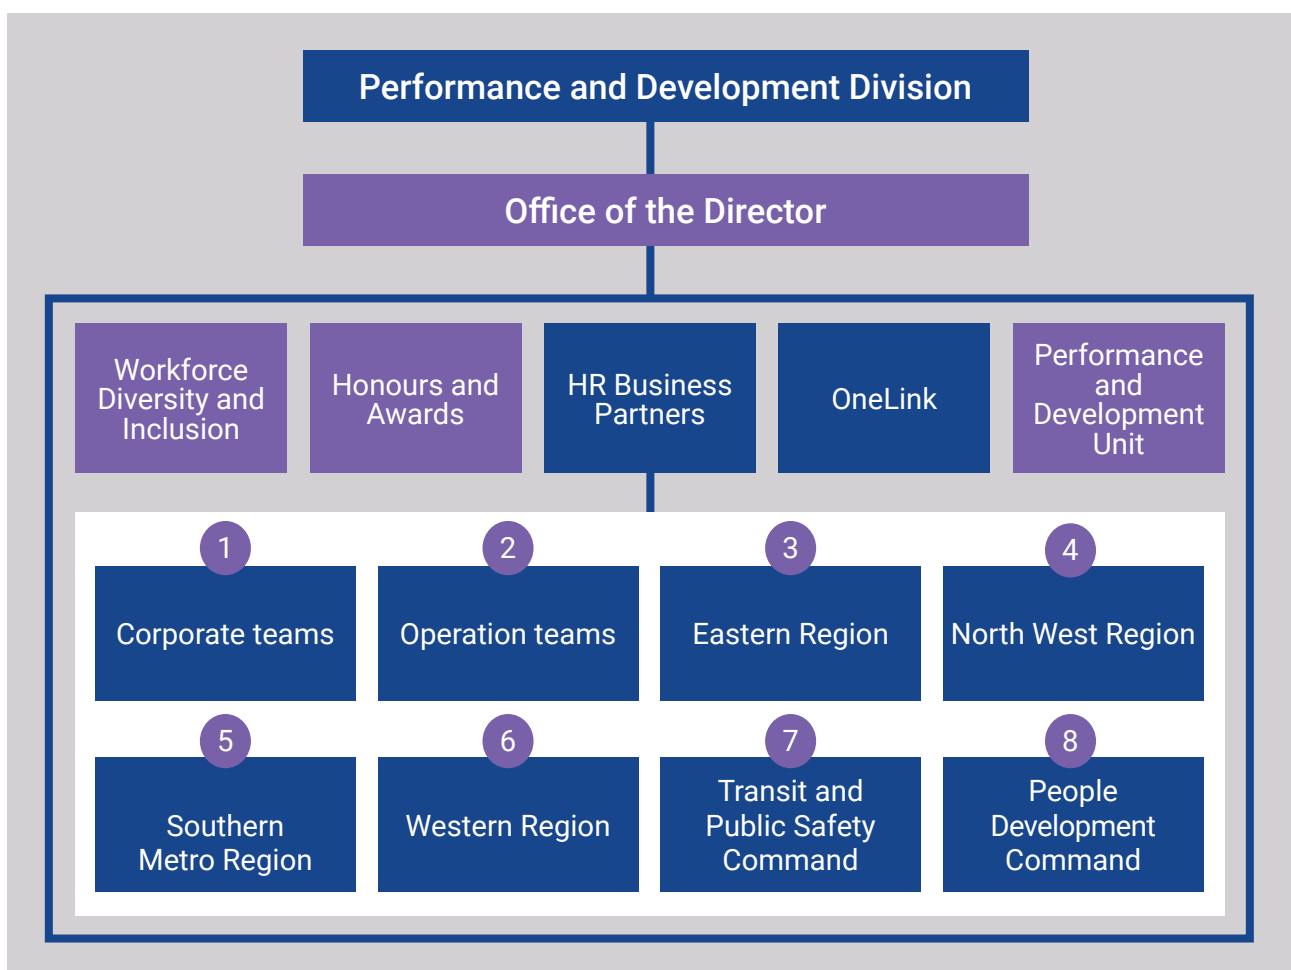 Performance and Development Division
Office of the Director
Workforce
Diversity and
Inclusion
Honours and
Awards
HR Business
Partners
OneLink
Performance
and
Development
Unit
1
Corporate teams
2
Operation teams
3
Eastern Region
4
North West Region
5
Southern
Metro Region
6
Western Region
7
Transit and
Public Safety
Command
8
People
Development
Command